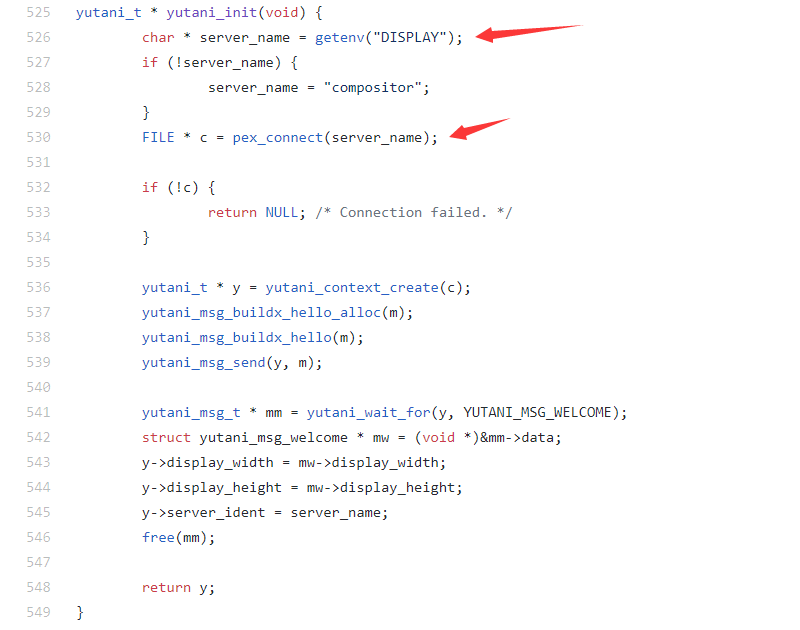 525 yutani_t * yutani_init(void) {
526 char * server_name = getenv("DISPLAY");
527 if (!server_name) {
528 server_name = "compositor";
529 }
530 FILE * c = pex_connect(server_name);
531
532 if (!c) {
533 return NULL; /* Connection failed. */
534 }
535
536 yutani_t * y = yutani_context_create(c);
537 yutani_msg_buildx_hello_alloc(m);
538 yutani_msg_buildx_hello(m);
539 yutani_msg_send(y, m);
540
541 yutani_msg_t * mm = yutani_wait_for(y, YUTANI_MSG_WELCOME);
542 struct yutani_msg_welcome * mw = (void *)&mm->data;
543 y->display_width = mw->display_width;
544 y->display_height = mw->display_height;
545 y->server_ident = server_name;
546 free(mm);
547
548 return y;
549 }